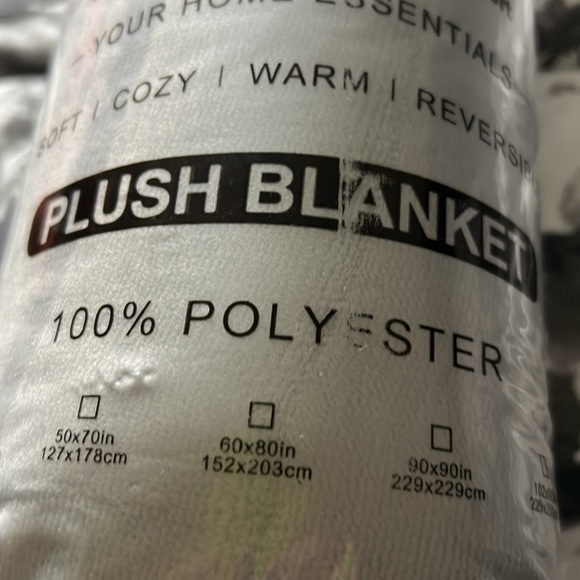 YOUR HOME ESSENTIALS
SOFT | COZY | WARM | REVERSIB
PLUSH BLANKET
100% POLYESTER
50x70in 60x80in 90x90in
127x178cm 152x203cm 229x229cm